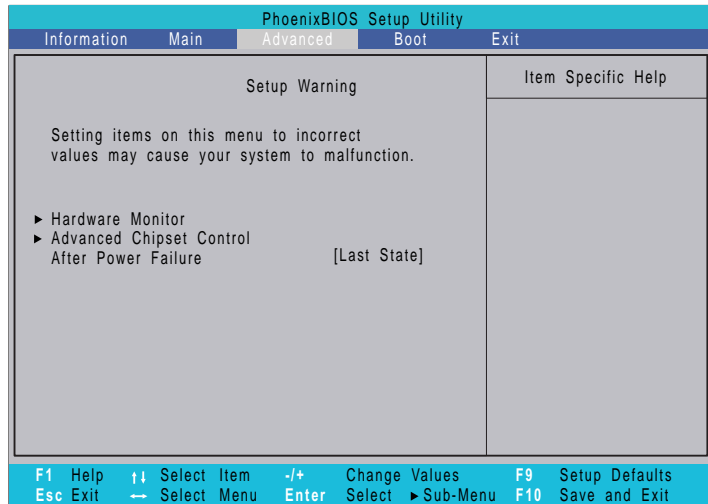 PhoenixBIOS Setup Utility
Information Main Advanced Boot Exit
Setup Warning
Item Specific Help
Setting items on this menu to incorrect
values may cause your system to malfunction.
▶ Hardware Monitor
▶ Advanced Chipset Control
After Power Failure [Last State]
F1 Help ↑↓ Select Item -/+ Change Values F9 Setup Defaults
Esc Exit ↔ Select Menu Enter Select ▶ Sub-Menu F10 Save and Exit